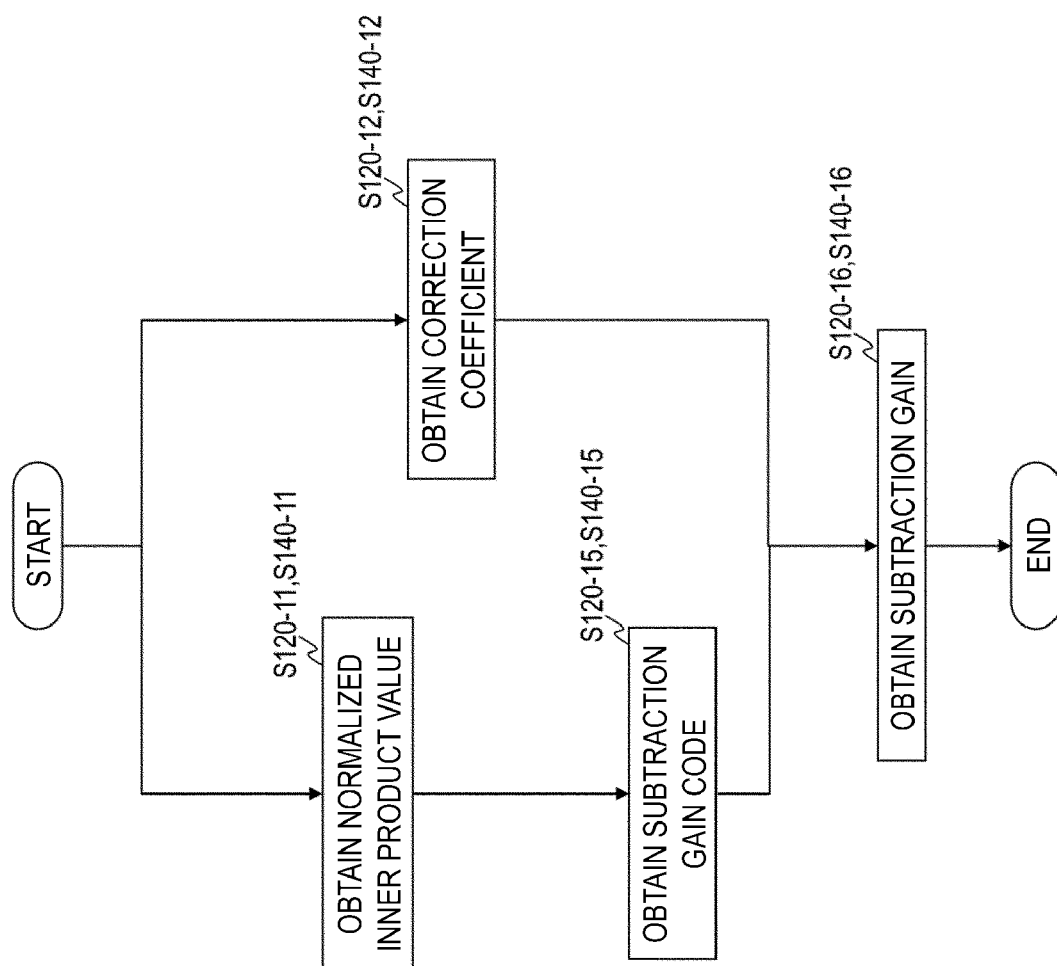 START
S120-11,S140-11
OBTAIN NORMALIZED
INNER PRODUCT VALUE
S120-12,S140-12
OBTAIN CORRECTION
COEFFICIENT
S120-15,S140-15
OBTAIN SUBTRACTION
GAIN CODE
S120-16,S140-16
OBTAIN SUBTRACTION GAIN
END